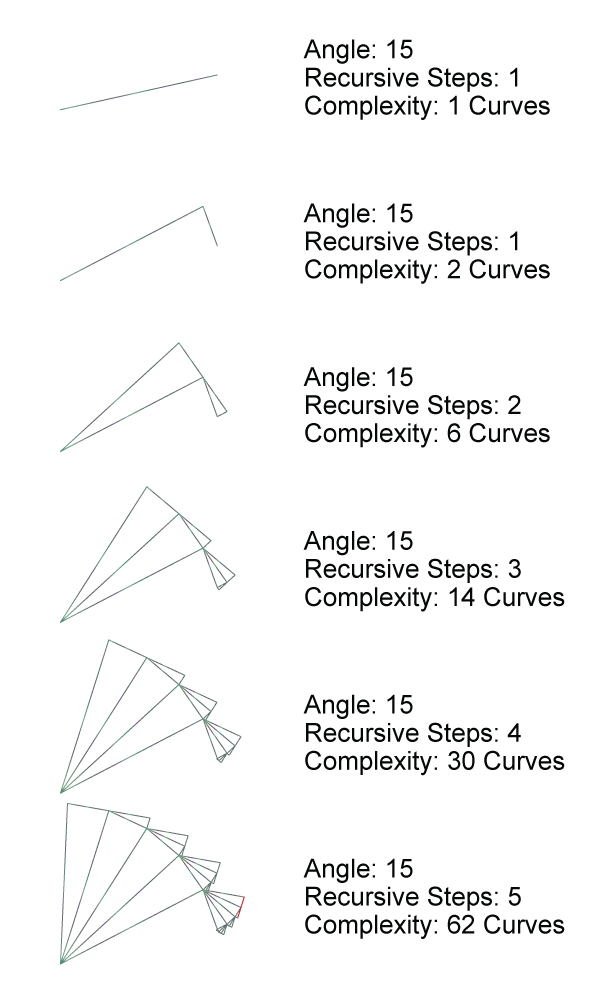 Angle: 15
Recursive Steps: 1
Complexity: 1 Curves
Angle: 15
Recursive Steps: 1
Complexity: 2 Curves
Angle: 15
Recursive Steps: 2
Complexity: 6 Curves
Angle: 15
Recursive Steps: 3
Complexity: 14 Curves
Angle: 15
Recursive Steps: 4
Complexity: 30 Curves
Angle: 15
Recursive Steps: 5
Complexity: 62 Curves